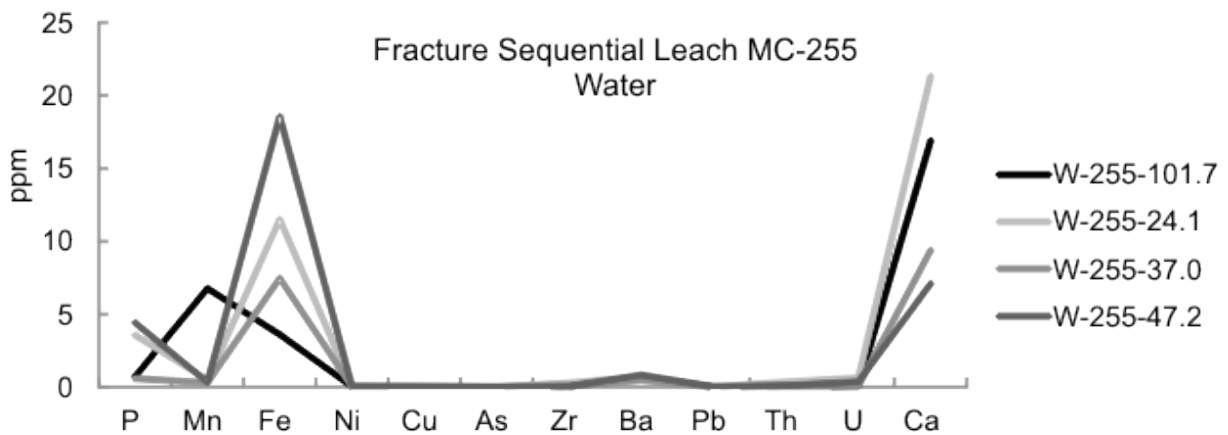 Fracture Sequential Leach MC-255
Water
ppm
25
20
15
10
5
0
P Mn Fe Ni Cu As Zr Ba Pb Th U Ca
W-255-101.7
W-255-24.1
W-255-37.0
W-255-47.2